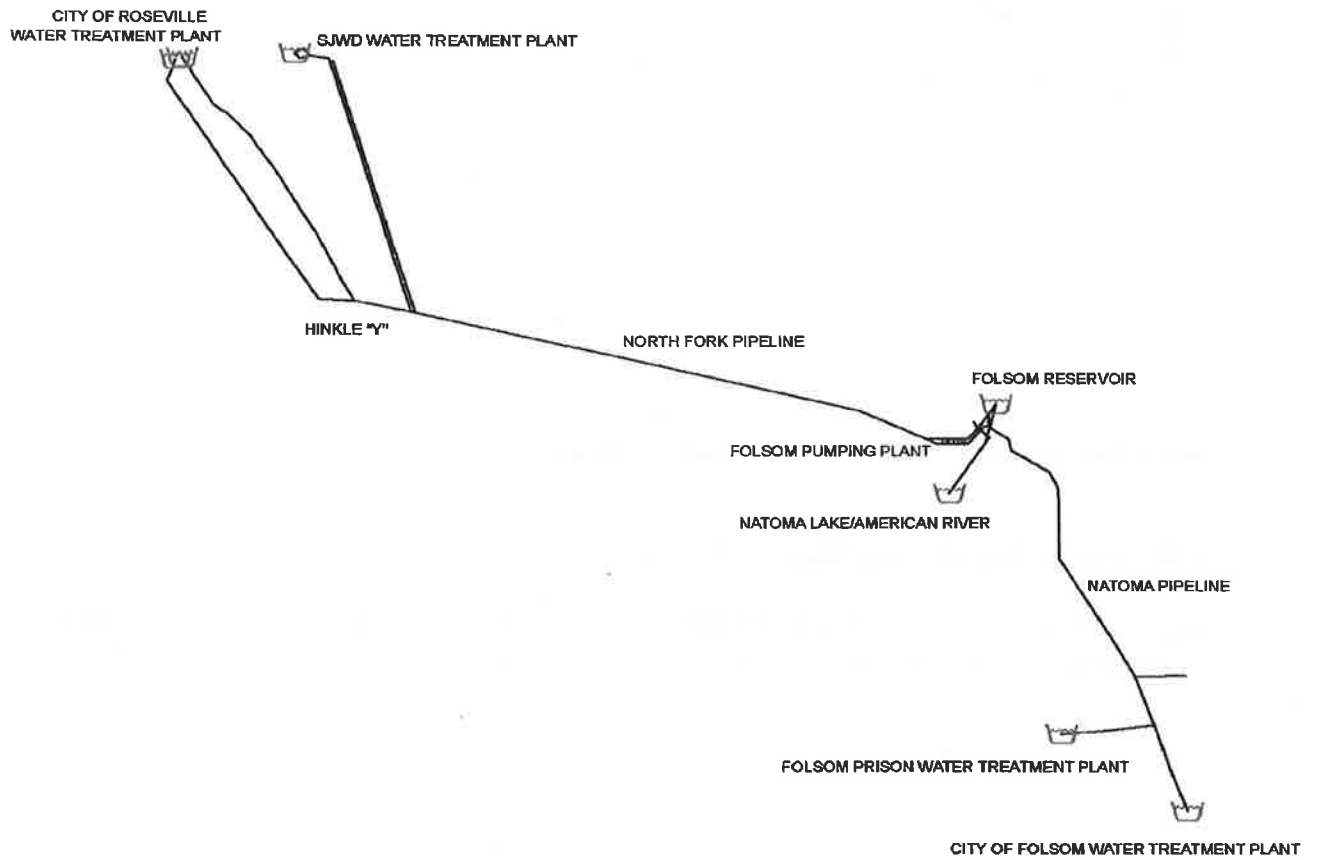 CITY OF ROSEVILLE
WATER TREATMENT PLANT
SJWD WATER TREATMENT PLANT
HINKLE "Y"
NORTH FORK PIPELINE
FOLSOM RESERVOIR
FOLSOM PUMPING PLANT
NATOMA LAKE/AMERICAN RIVER
NATOMA PIPELINE
FOLSOM PRISON WATER TREATMENT PLANT
CITY OF FOLSOM WATER TREATMENT PLANT